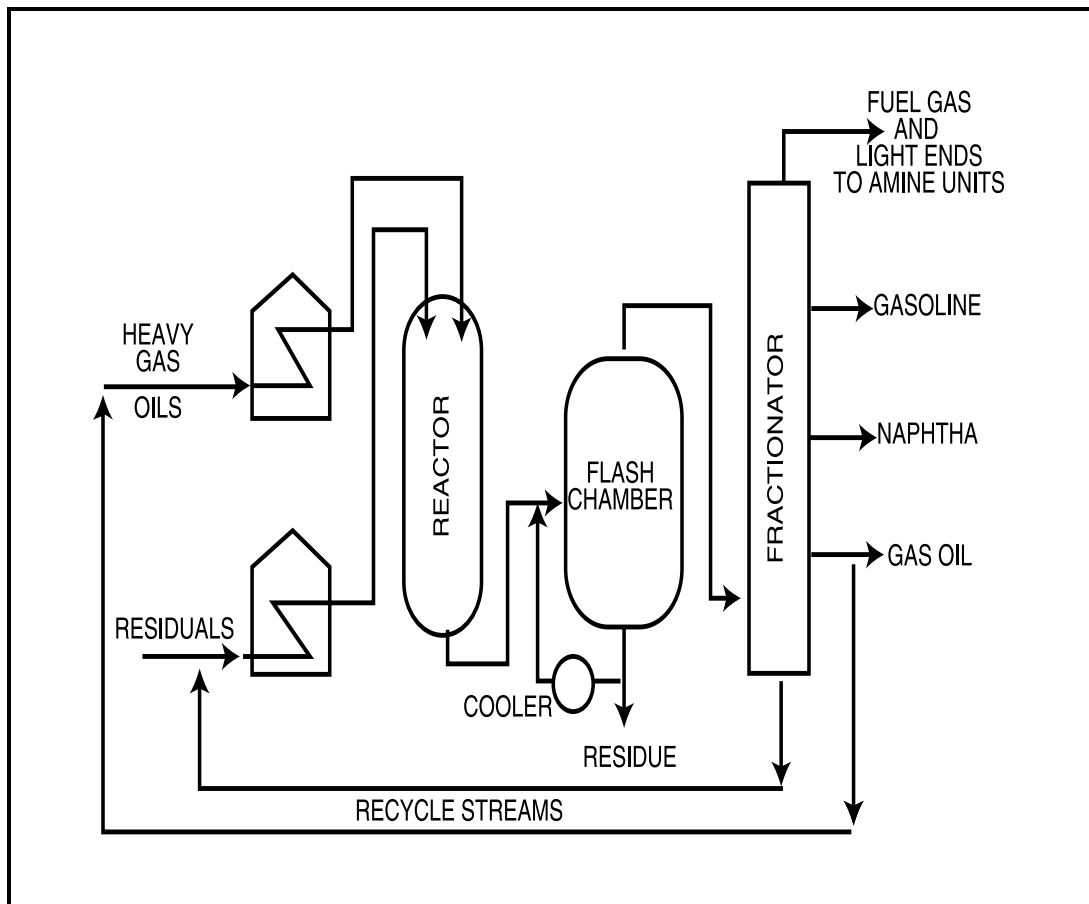 FUEL GAS
AND
LIGHT ENDS
TO AMINE UNITS
HEAVY
GAS
OILS
GASOLINE
REACTOR
FRACTIONATOR
NAPHTHA
FLASH
CHAMBER
GAS OIL
RESIDUALS
COOLER
RESIDUE
RECYCLE STREAMS